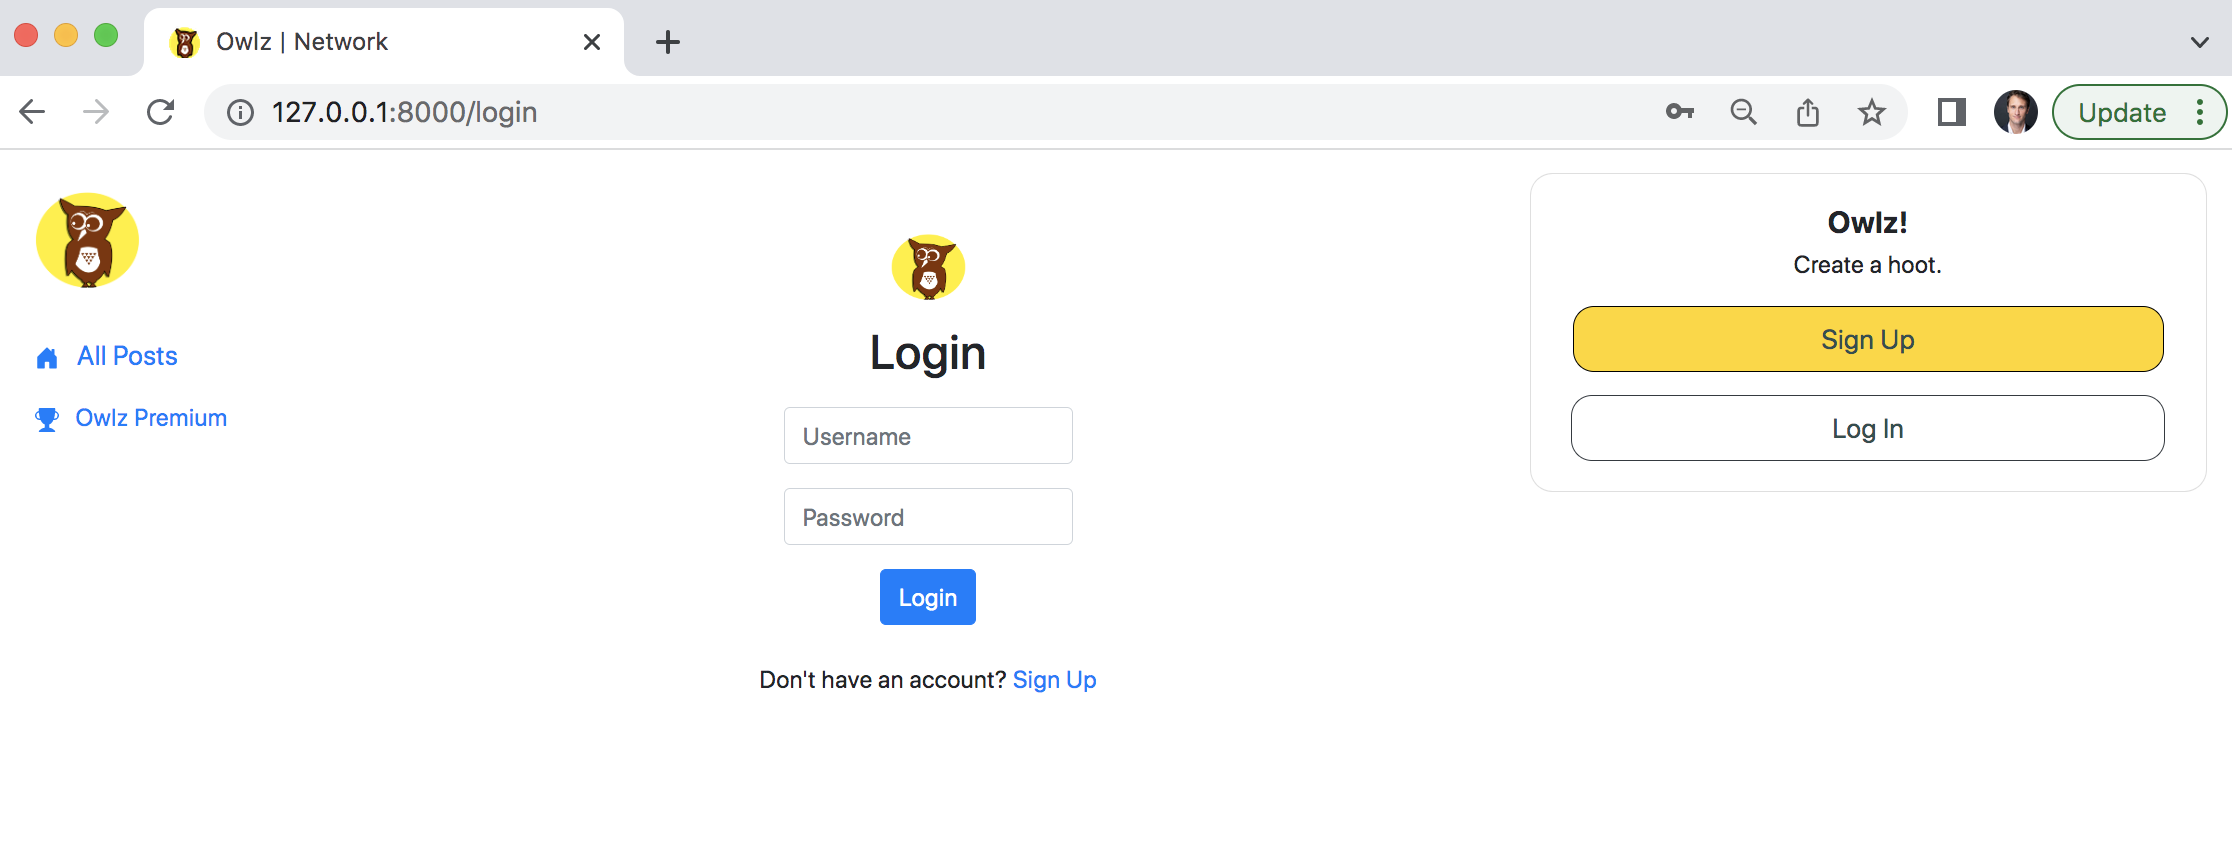 Owlz | Network
127.0.0.1:8000/login
Update
All Posts
Owlz Premium
Login
Username
Password
Login
Don't have an account? Sign Up
Owlz!
Create a hoot.
Sign Up
Log In